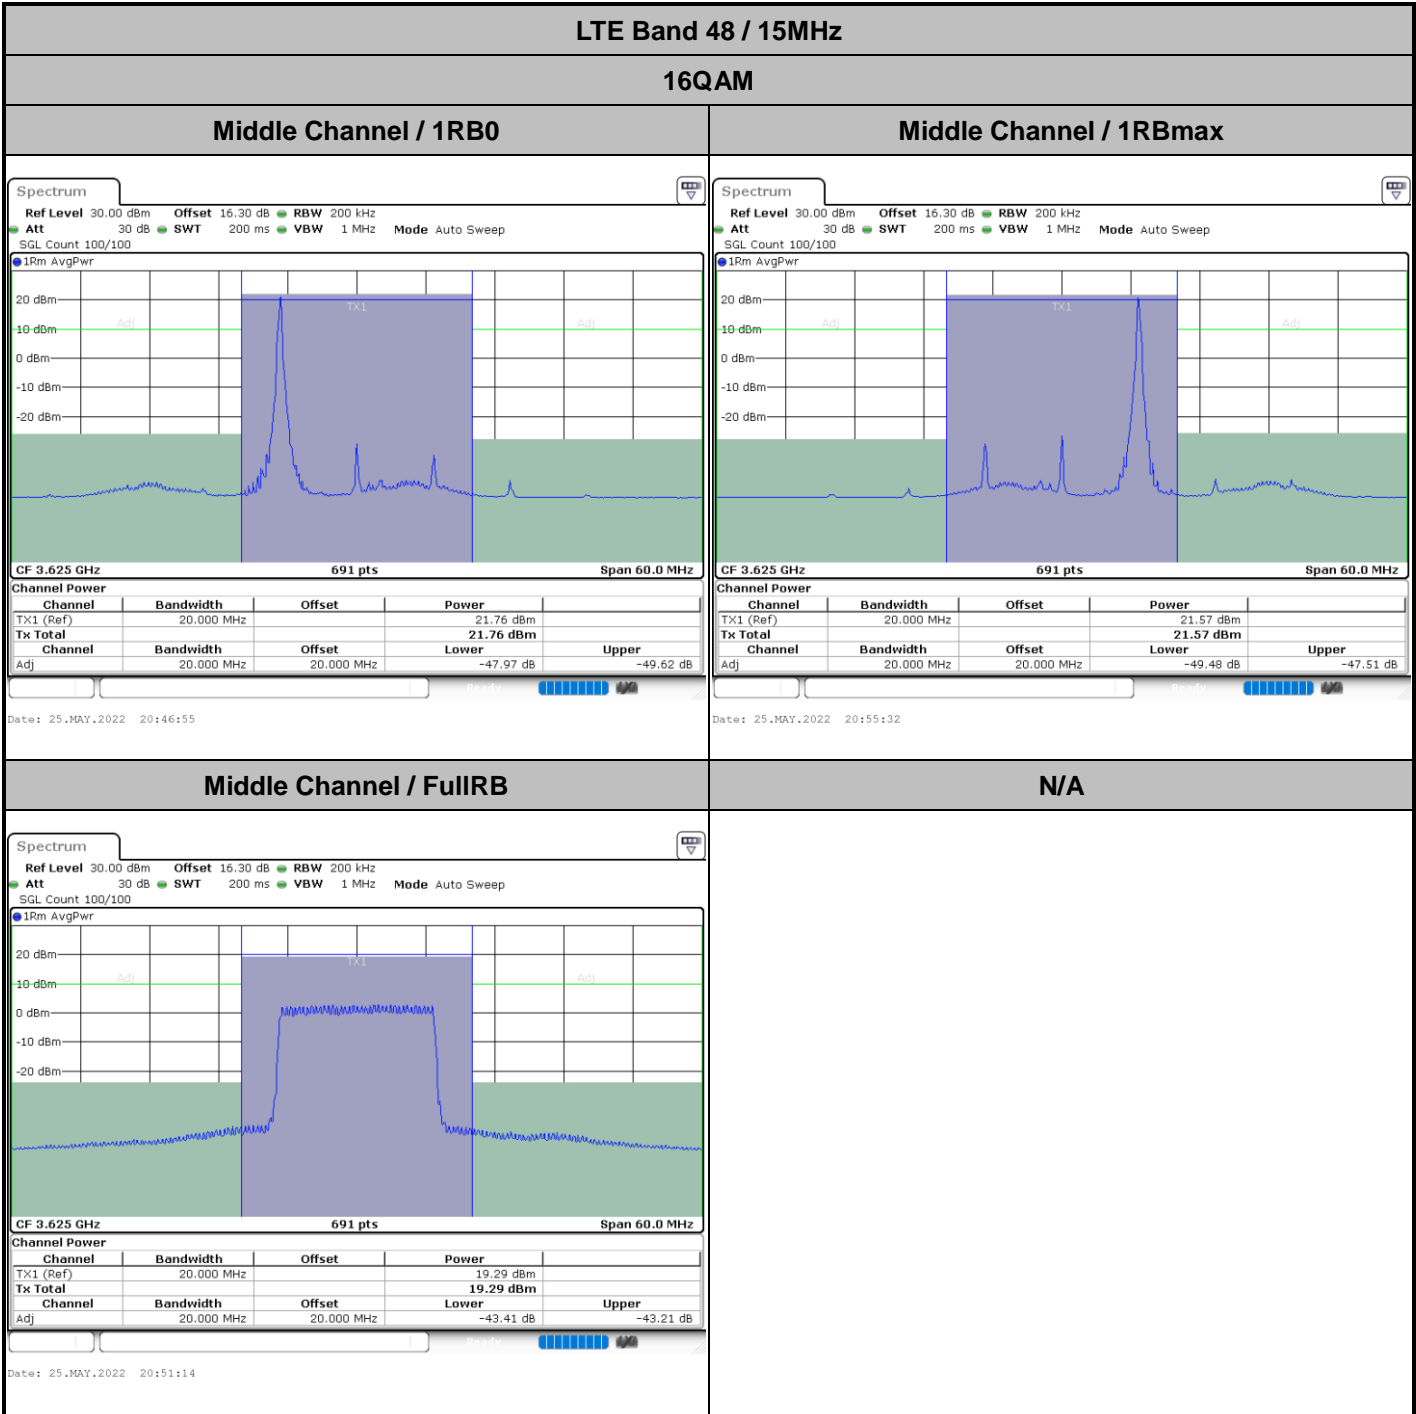 LTE Band 48 / 15MHz
16QAM
Middle Channel / 1RB0
Middle Channel / 1RBmax
Spectrum
Ref Level 30.00 dBm Offset 16.30 dB RBW 200 kHz
Att 30 dB SWT 200 ms VBW 1 MHz Mode Auto Sweep
SGL Count 100/100
1Rm AvgPwr
20 dBm
10 dBm
0 dBm
-10 dBm
-20 dBm
Adj
TX1
Adj
CF 3.625 GHz 691 pts Span 60.0 MHz
Channel Power
Channel Bandwidth Offset Power
TX1 (Ref) 20.000 MHz 21.76 dBm
Tx Total 21.76 dBm
Channel Bandwidth Offset Lower Upper
Adj 20.000 MHz 20.000 MHz -47.97 dB -49.62 dB
Ready
Date: 25.MAY.2022 20:46:55
Spectrum
Ref Level 30.00 dBm Offset 16.30 dB RBW 200 kHz
Att 30 dB SWT 200 ms VBW 1 MHz Mode Auto Sweep
SGL Count 100/100
1Rm AvgPwr
20 dBm
10 dBm
0 dBm
-10 dBm
-20 dBm
Adj
TX1
Adj
CF 3.625 GHz 691 pts Span 60.0 MHz
Channel Power
Channel Bandwidth Offset Power
TX1 (Ref) 20.000 MHz 21.57 dBm
Tx Total 21.57 dBm
Channel Bandwidth Offset Lower Upper
Adj 20.000 MHz 20.000 MHz -49.48 dB -47.51 dB
Ready
Date: 25.MAY.2022 20:55:32
Middle Channel / FullRB
N/A
Spectrum
Ref Level 30.00 dBm Offset 16.30 dB RBW 200 kHz
Att 30 dB SWT 200 ms VBW 1 MHz Mode Auto Sweep
SGL Count 100/100
1Rm AvgPwr
20 dBm
10 dBm
0 dBm
-10 dBm
-20 dBm
Adj
TX1
Adj
CF 3.625 GHz 691 pts Span 60.0 MHz
Channel Power
Channel Bandwidth Offset Power
TX1 (Ref) 20.000 MHz 19.29 dBm
Tx Total 19.29 dBm
Channel Bandwidth Offset Lower Upper
Adj 20.000 MHz 20.000 MHz -43.41 dB -43.21 dB
Ready
Date: 25.MAY.2022 20:51:14